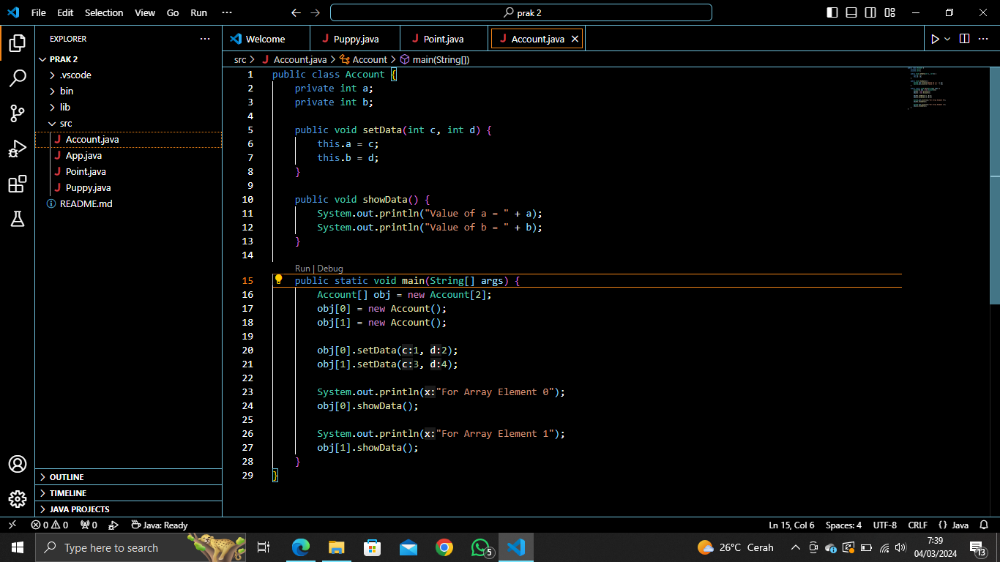 File Edit Selection View Go Run ··· prak 2
EXPLORER ···
PRAK 2
.vscode
bin
lib
src
Account.java
App.java
Point.java
Puppy.java
README.md
OUTLINE
TIMELINE
JAVA PROJECTS
Welcome Puppy.java Point.java Account.java
src > Account.java > Account > main(String[])
1 public class Account {
2 private int a;
3 private int b;
4
5 public void setData(int c, int d) {
6 this.a = c;
7 this.b = d;
8 }
9
10 public void showData() {
11 System.out.println("Value of a = " + a);
12 System.out.println("Value of b = " + b);
13 }
14
Run | Debug
15 public static void main(String[] args) {
16 Account[] obj = new Account[2];
17 obj[0] = new Account();
18 obj[1] = new Account();
19
20 obj[0].setData(c:1, d:2);
21 obj[1].setData(c:3, d:4);
22
23 System.out.println(x:"For Array Element 0");
24 obj[0].showData();
25
26 System.out.println(x:"For Array Element 1");
27 obj[1].showData();
28 }
29 }
0 0 0 Java: Ready Ln 15, Col 6 Spaces: 4 UTF-8 CRLF {} Java
Type here to search 5 26°C Cerah 7:39
04/03/2024 13